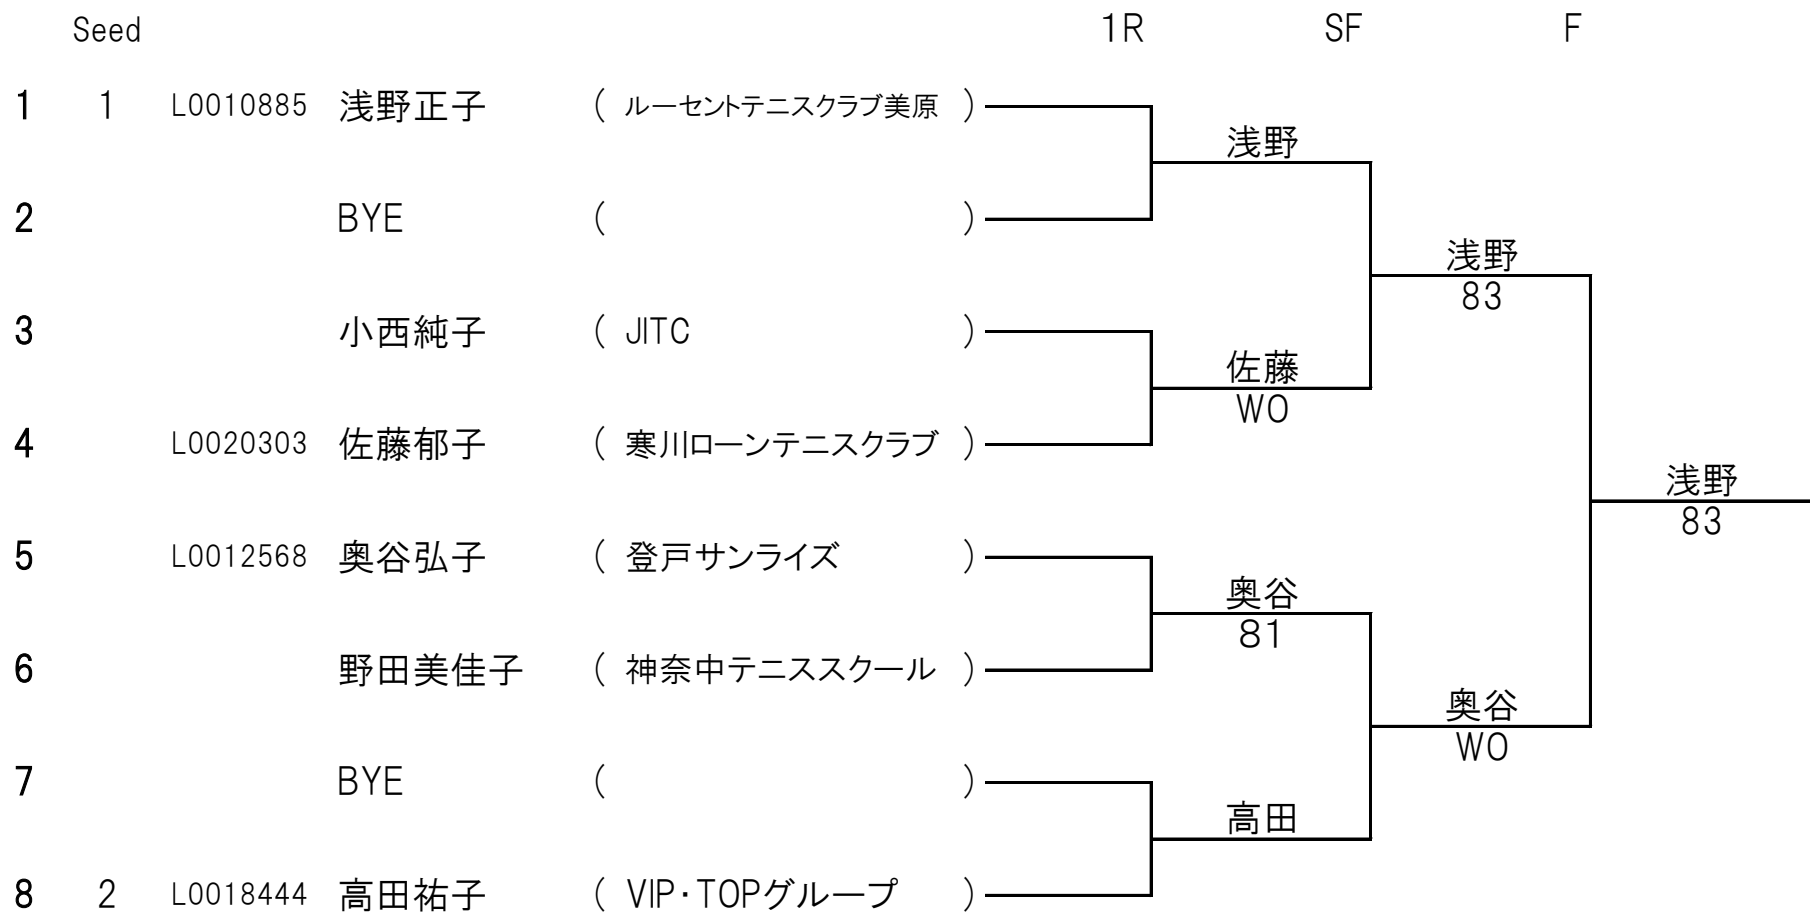 Seed 1R SF F
1 1 L0010885 浅野正子 ( ルーセントテニスクラブ美原 )
浅野
2 BYE ( )
浅野
83
3 小西純子 ( JITC )
佐藤
WO
4 L0020303 佐藤郁子 ( 寒川ローンテニスクラブ )
浅野
83
5 L0012568 奥谷弘子 ( 登戸サンライズ )
奥谷
81
6 野田美佳子 ( 神奈中テニススクール )
奥谷
WO
7 BYE ( )
高田
8 2 L0018444 高田祐子 ( VIP・TOPグループ )